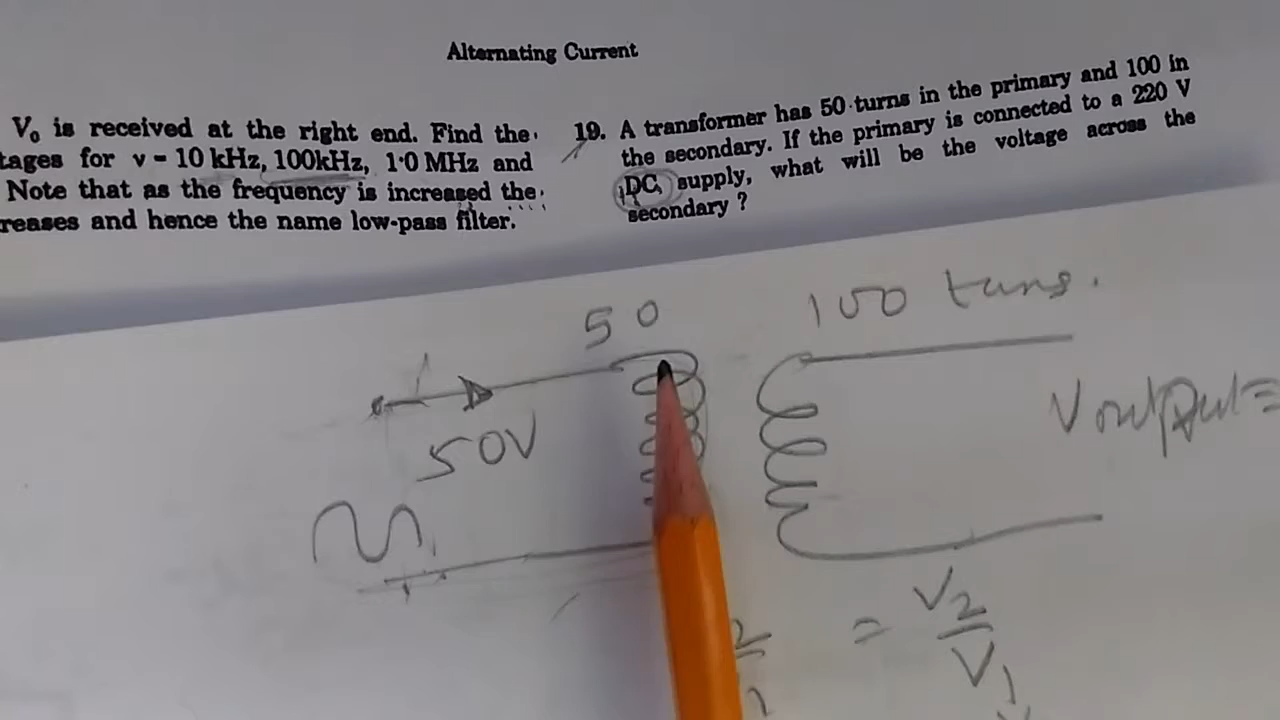 Alternating Current
V₀ is received at the right end. Find the
tages for ν = 10 kHz, 100kHz, 1·0 MHz and
Note that as the frequency is increased the
reases and hence the name low-pass filter.
19. A transformer has 50 turns in the primary and 100 in
the secondary. If the primary is connected to a 220 V
DC supply, what will be the voltage across the
secondary ?
50
100 turns.
50V
Voutput=
2
= V₂
V₁